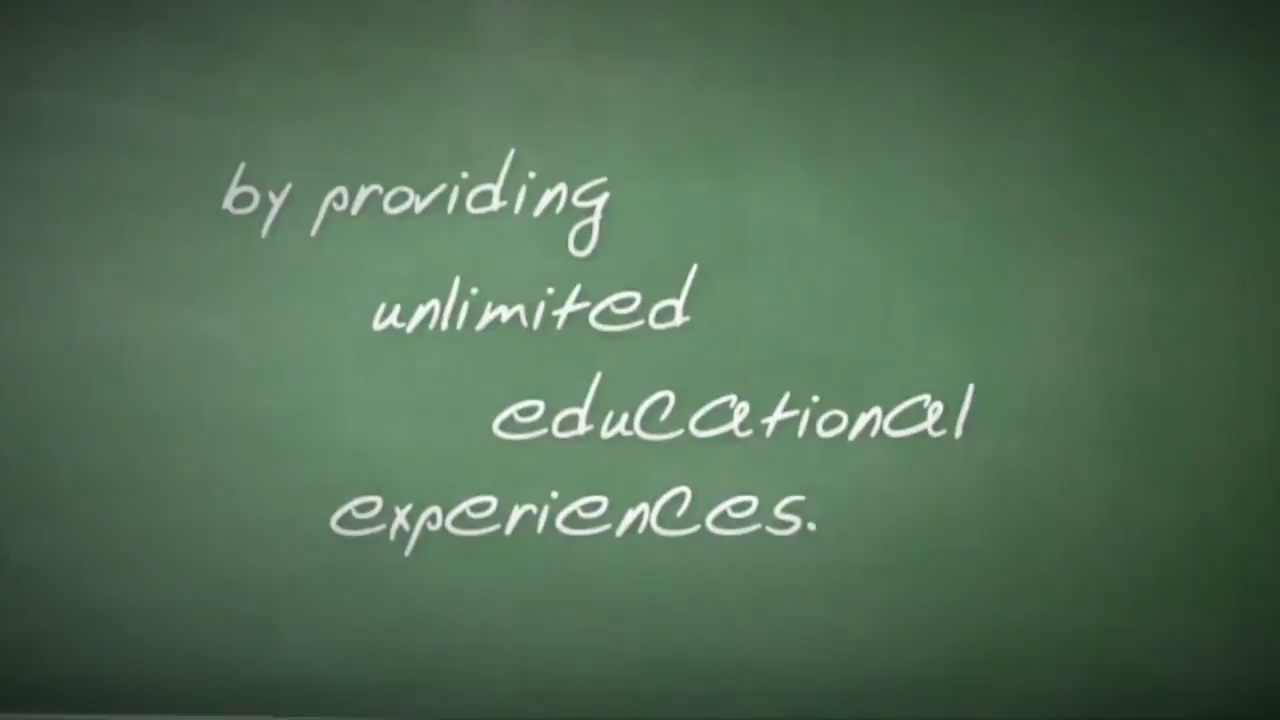 by providing
unlimited
educational
experiences.